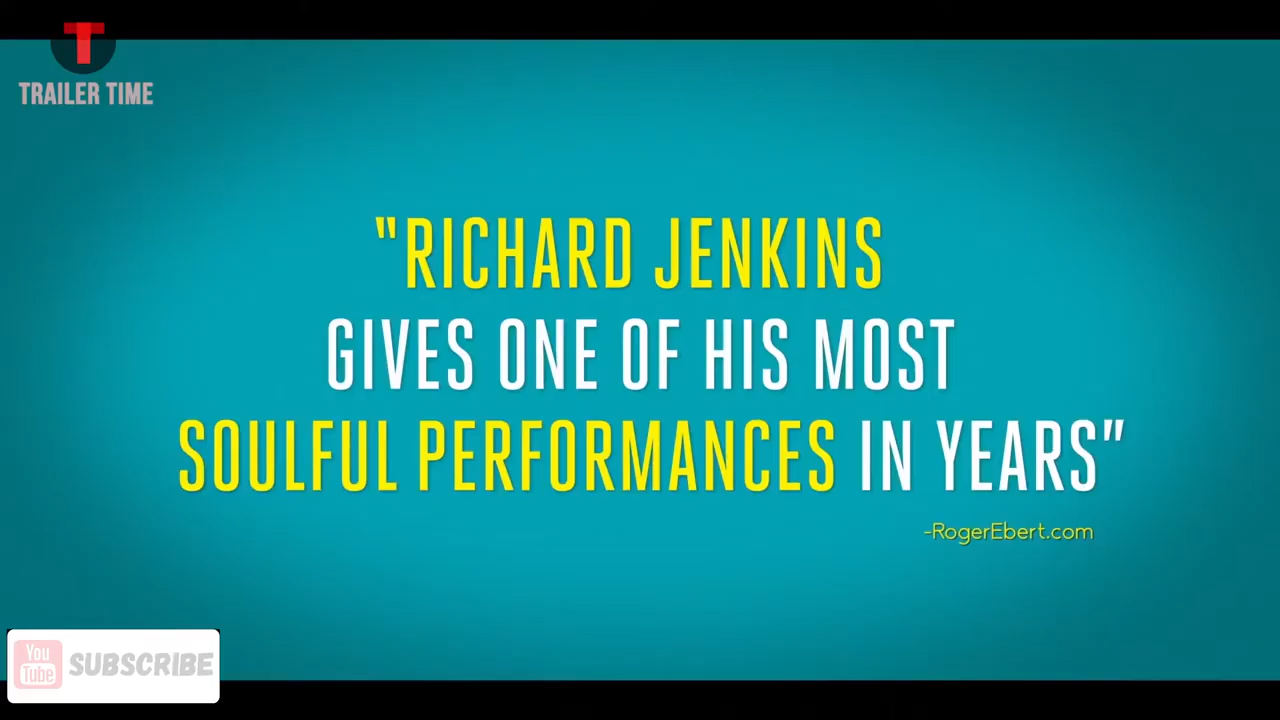 T
TRAILER TIME
“RICHARD JENKINS
GIVES ONE OF HIS MOST
SOULFUL PERFORMANCES IN YEARS”
-RogerEbert.com
You
Tube
SUBSCRIBE